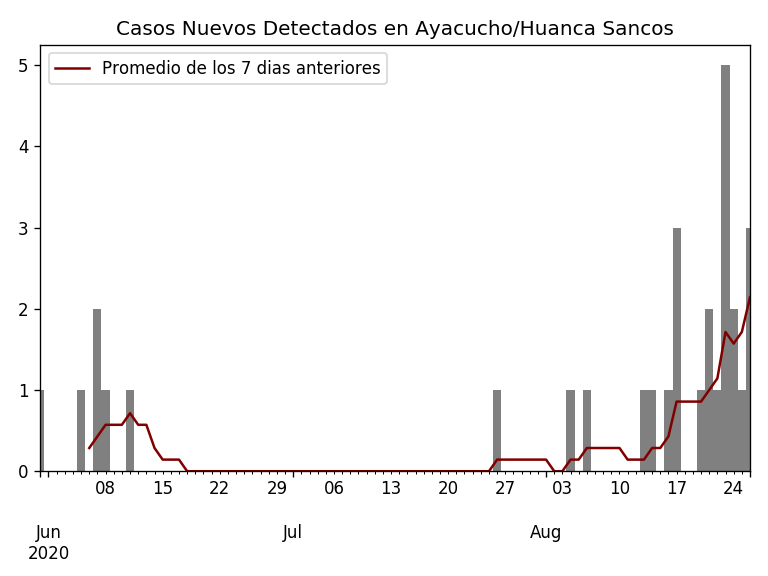 Casos Nuevos Detectados en Ayacucho/Huanca Sancos
Promedio de los 7 dias anteriores
5
4
3
2
1
0
08 15 22 29 06 13 20 27 03 10 17 24
Jun Jul Aug
2020